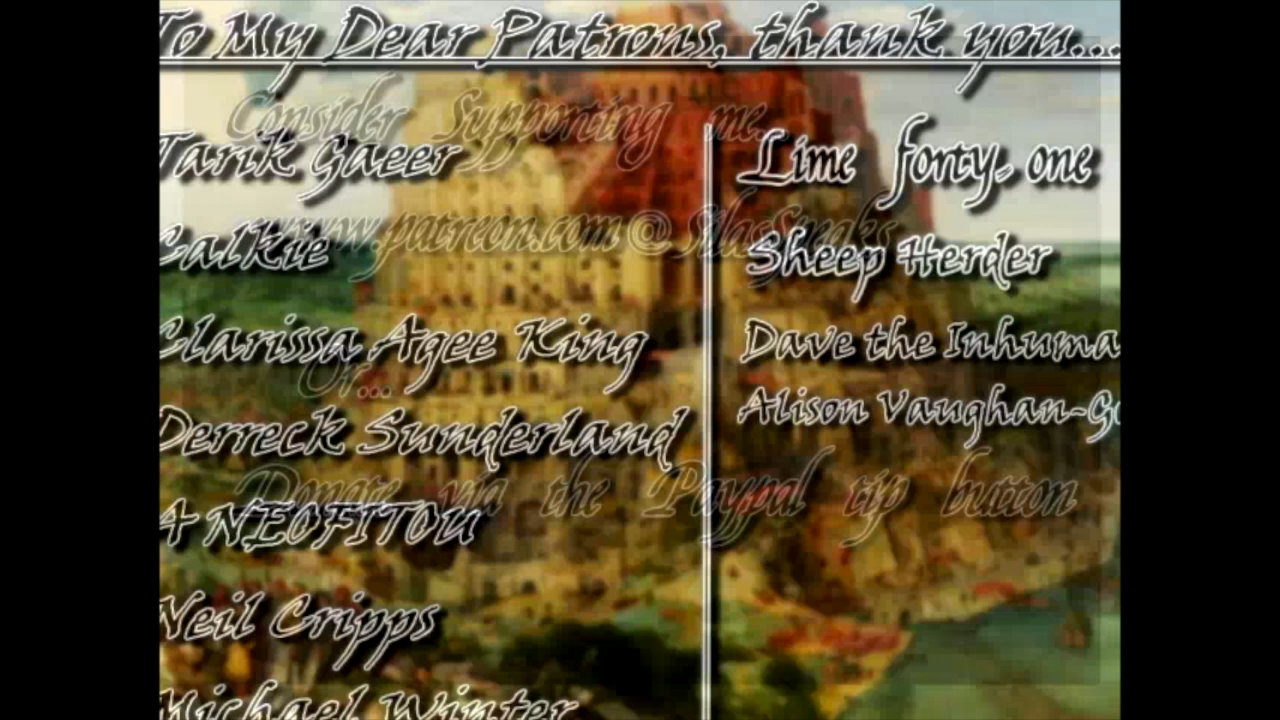 To My Dear Patrons, thank you...
Consider Supporting me...
Tarik Gaeer
Calkie
Clarissa Agee King
Derreck Sunderland
A NEOFITOU
Neil Cripps
Michael Winter
Lime forty-one
Sheep Herder
Dave the Inhuma
Alison Vaughan-Go
www.patreon.com@SilasSpeaks
Or...
Donate via the Paypal tip button